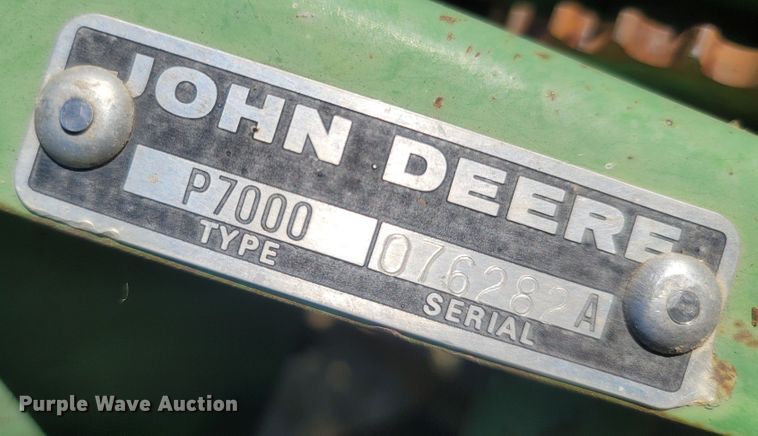 JOHN DEERE
P7000 076282A
TYPE SERIAL
Purple Wave Auction